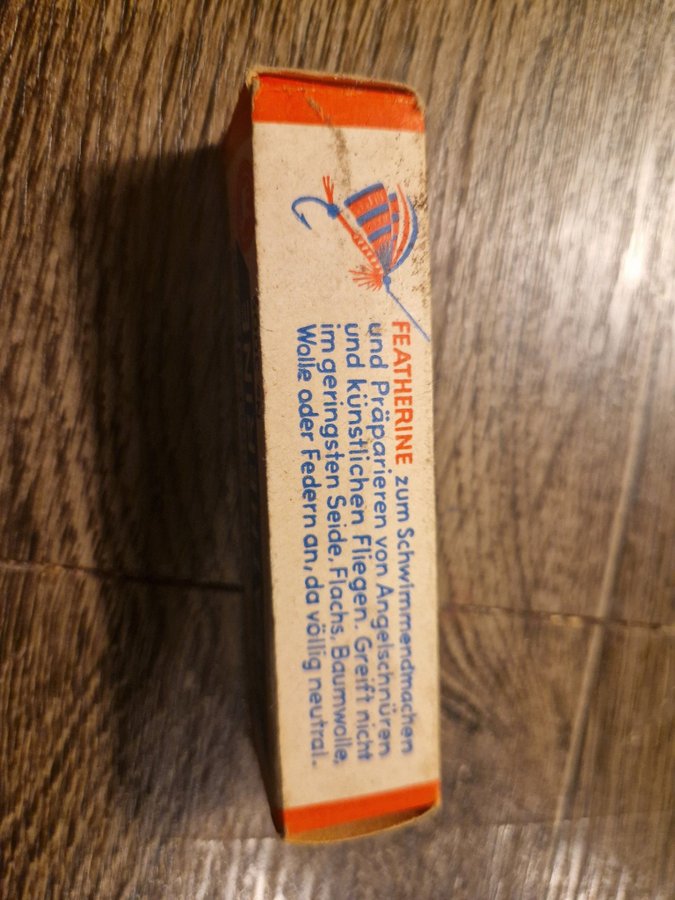 FEATHERINE zum Schwimmendmachen
und Präparieren von Angelschnüren
und künstlichen Fliegen. Greift nicht
im geringsten Seide, Flachs, Baumwolle,
Wolle oder Federn an, da völlig neutral.